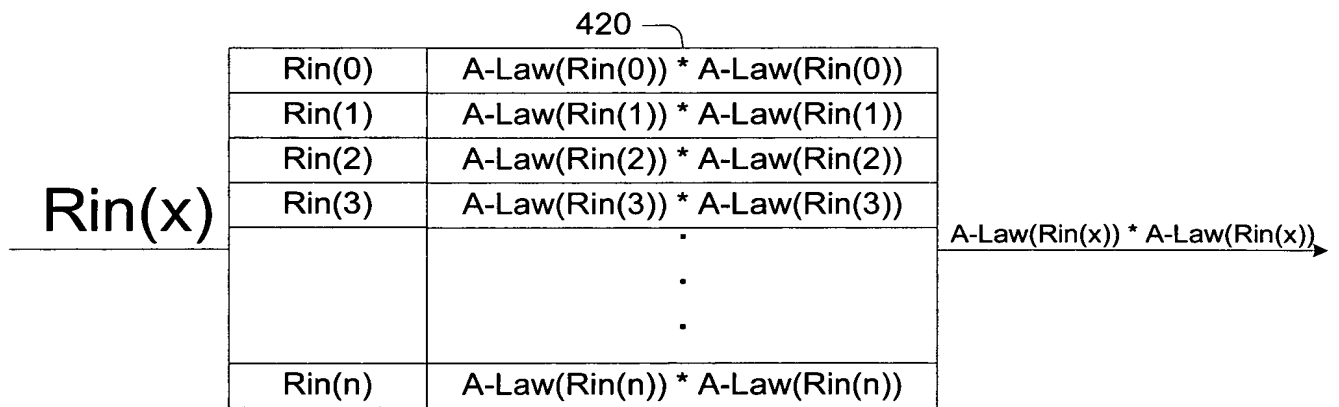 420
Rin(0) A-Law(Rin(0)) * A-Law(Rin(0))
Rin(1) A-Law(Rin(1)) * A-Law(Rin(1))
Rin(2) A-Law(Rin(2)) * A-Law(Rin(2))
Rin(3) A-Law(Rin(3)) * A-Law(Rin(3))
Rin(x)
A-Law(Rin(x)) * A-Law(Rin(x))
.
.
.
Rin(n) A-Law(Rin(n)) * A-Law(Rin(n))